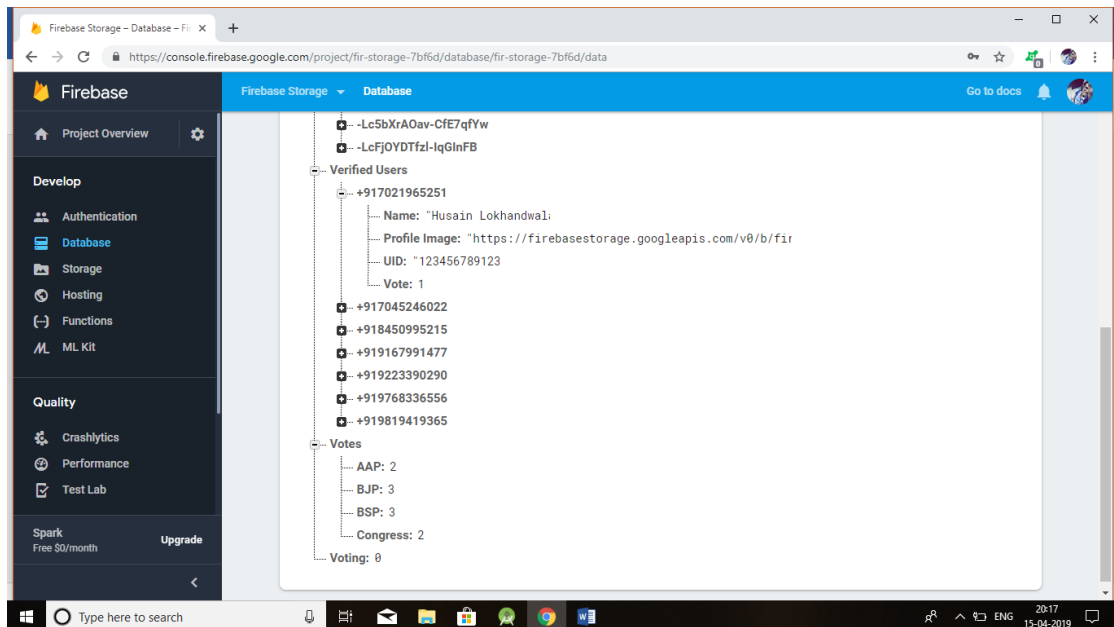 Firebase Storage – Database – Fir
https://console.firebase.google.com/project/fir-storage-7bf6d/database/fir-storage-7bf6d/data
Firebase
Firebase Storage
Database
Go to docs
Project Overview
Develop
Authentication
Database
Storage
Hosting
Functions
ML Kit
Quality
Crashlytics
Performance
Test Lab
Spark
Free $0/month
Upgrade
-Lc5bXrAOav-CfE7qfYw
-LcFjOYDTfzl-IqGlnFB
Verified Users
+917021965251
Name: "Husain Lokhandwala
Profile Image: "https://firebasestorage.googleapis.com/v0/b/fir
UID: "123456789123
Vote: 1
+917045246022
+918450995215
+919167991477
+919223390290
+919768336556
+919819419365
Votes
AAP: 2
BJP: 3
BSP: 3
Congress: 2
Voting: 0
Type here to search
ENG
20:17
15-04-2019